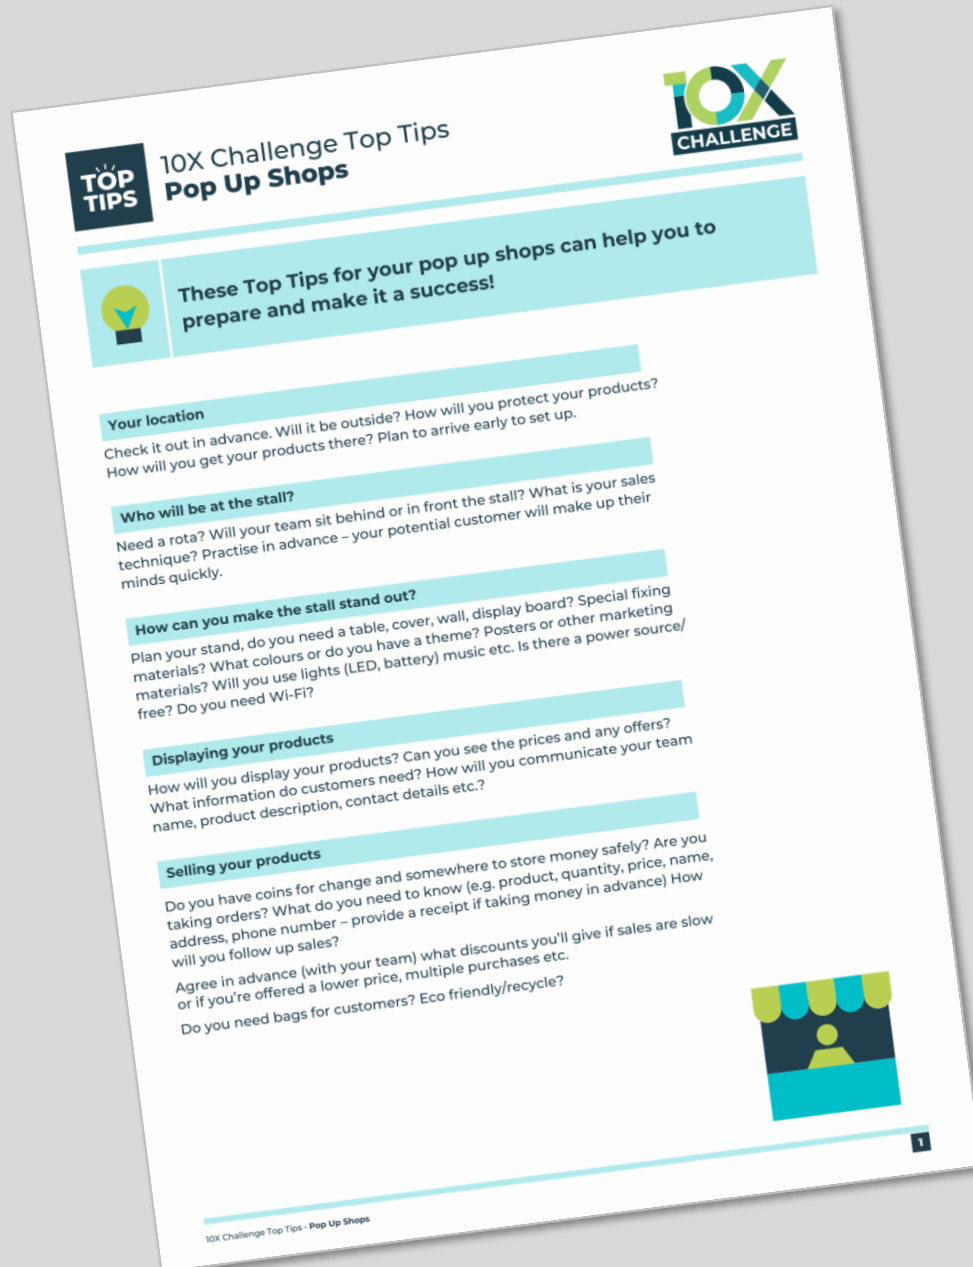 TOP
TIPS
10X Challenge Top Tips
Pop Up Shops
10X
CHALLENGE
These Top Tips for your pop up shops can help you to
prepare and make it a success!
Your location
Check it out in advance. Will it be outside? How will you protect your products?
How will you get your products there? Plan to arrive early to set up.
Who will be at the stall?
Need a rota? Will your team sit behind or in front the stall? What is your sales
technique? Practise in advance – your potential customer will make up their
minds quickly.
How can you make the stall stand out?
Plan your stand, do you need a table, cover, wall, display board? Special fixing
materials? What colours or do you have a theme? Posters or other marketing
materials? Will you use lights (LED, battery) music etc. Is there a power source/
free? Do you need Wi-Fi?
Displaying your products
How will you display your products? Can you see the prices and any offers?
What information do customers need? How will you communicate your team
name, product description, contact details etc.?
Selling your products
Do you have coins for change and somewhere to store money safely? Are you
taking orders? What do you need to know (e.g. product, quantity, price, name,
address, phone number – provide a receipt if taking money in advance) How
will you follow up sales?
Agree in advance (with your team) what discounts you'll give if sales are slow
or if you're offered a lower price, multiple purchases etc.
Do you need bags for customers? Eco friendly/recycle?
1
10X Challenge Top Tips · Pop Up Shops